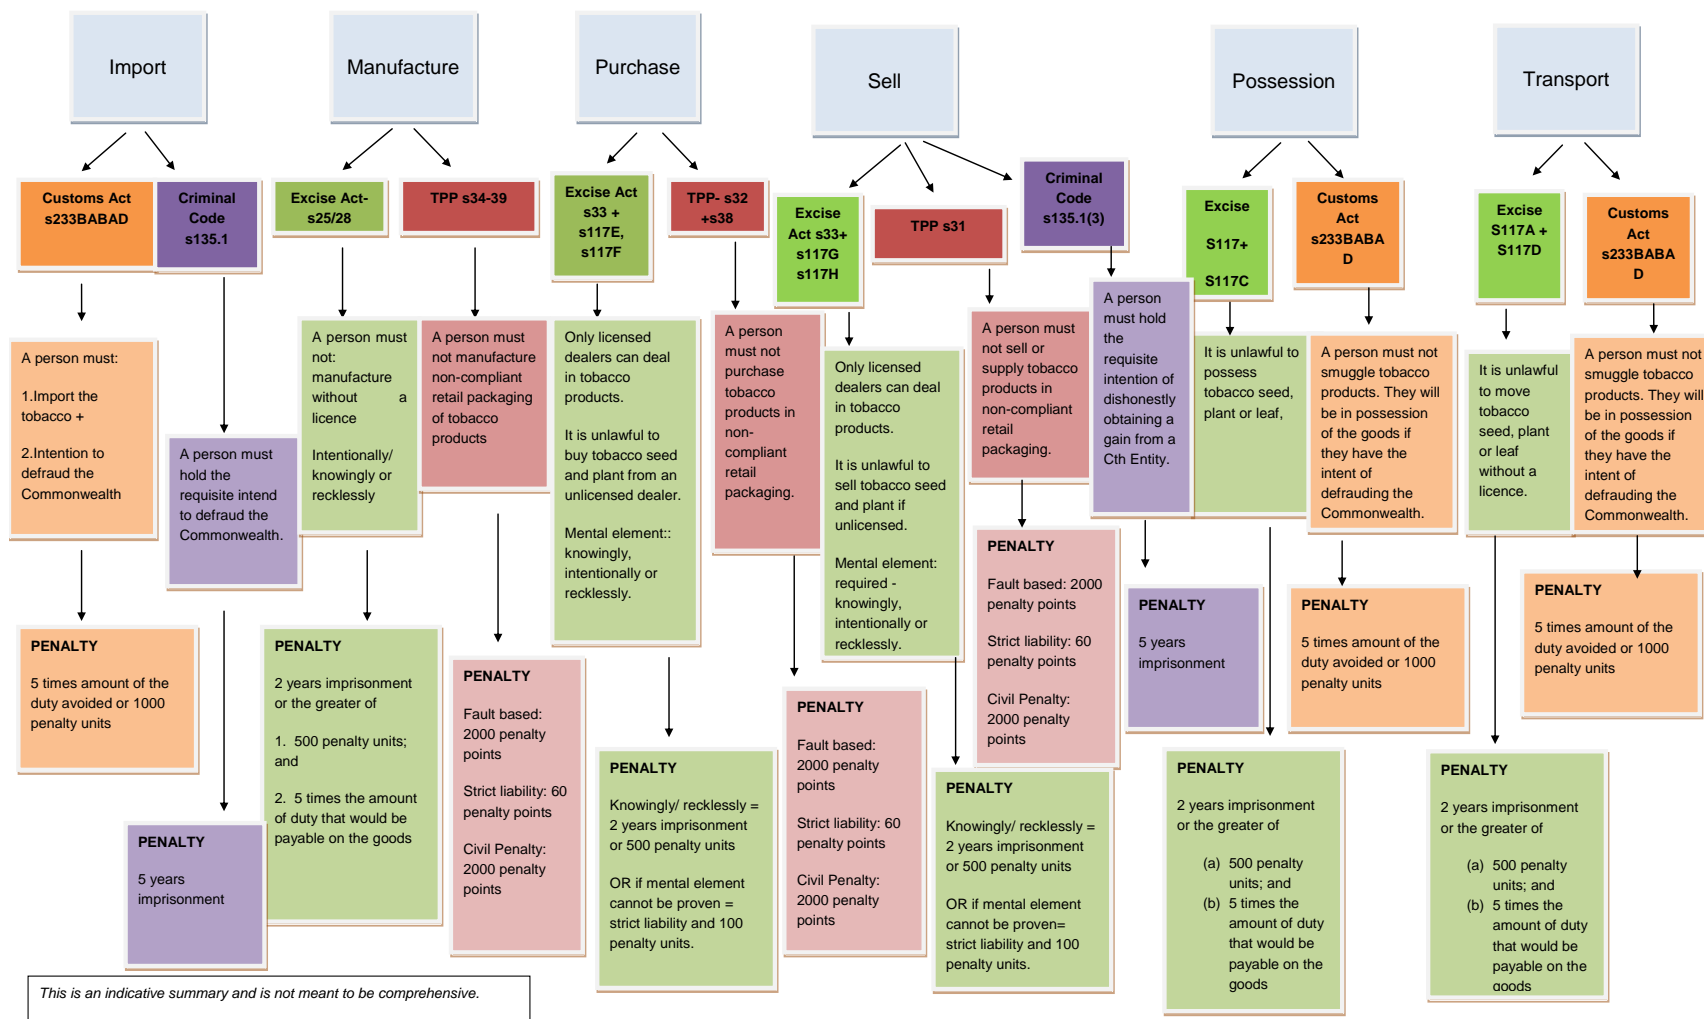 Import
Manufacture
Purchase
Sell
Possession
Transport
Customs Act
s233BABAD
Criminal
Code
s135.1
Excise Act-
s25/28
TPP s34-39
Excise Act
s33 +
s117E,
s117F
TPP- s32
+s38
Excise
Act s33+
s117G
s117H
TPP s31
Criminal
Code
s135.1(3)
Excise
S117+
S117C
Customs
Act
s233BABA
D
Excise
S117A +
S117D
Customs
Act
s233BABA
D
A person must:
1.Import the
tobacco +
2.Intention to
defraud the
Commonwealth
A person must
hold the
requisite intend
to defraud the
Commonwealth.
A person must
not:
manufacture
without a
licence
Intentionally/
knowingly or
recklessly
A person must
not manufacture
non-compliant
retail packaging
of tobacco
products
Only licensed
dealers can deal
in tobacco
products.
It is unlawful to
buy tobacco seed
and plant from an
unlicensed dealer.
Mental element::
knowingly,
intentionally or
recklessly.
A person
must not
purchase
tobacco
products in
non-
compliant
retail
packaging.
Only licensed
dealers can deal
in tobacco
products.
It is unlawful to
sell tobacco seed
and plant if
unlicensed.
Mental element:
required -
knowingly,
intentionally or
recklessly.
A person must
not sell or
supply tobacco
products in
non-compliant
retail
packaging.
A person
must hold
the
requisite
intention of
dishonestly
obtaining a
gain from a
Cth Entity.
It is unlawful to
possess
tobacco seed,
plant or leaf,
A person must not
smuggle tobacco
products. They will
be in possession
of the goods if
they have the
intent of
defrauding the
Commonwealth.
It is unlawful
to move
tobacco
seed, plant
or leaf
without a
licence.
A person must not
smuggle tobacco
products. They will
be in possession
of the goods if
they have the
intent of
defrauding the
Commonwealth.
PENALTY
5 times amount of the
duty avoided or 1000
penalty units
PENALTY
5 years
imprisonment
PENALTY
2 years imprisonment
or the greater of
1. 500 penalty units;
and
2. 5 times the amount
of duty that would be
payable on the goods
PENALTY
Fault based:
2000 penalty
points
Strict liability: 60
penalty points
Civil Penalty:
2000 penalty
points
PENALTY
Knowingly/ recklessly =
2 years imprisonment
or 500 penalty units
OR if mental element
cannot be proven =
strict liability and 100
penalty units.
PENALTY
Fault based:
2000 penalty
points
Strict liability: 60
penalty points
Civil Penalty:
2000 penalty
points
PENALTY
Knowingly/ recklessly =
2 years imprisonment
or 500 penalty units
OR if mental element
cannot be proven=
strict liability and 100
penalty units.
PENALTY
Fault based: 2000
penalty points
Strict liability: 60
penalty points
Civil Penalty:
2000 penalty
points
PENALTY
5 years
imprisonment
PENALTY
2 years imprisonment
or the greater of
(a) 500 penalty
units; and
(b) 5 times the
amount of duty
that would be
payable on the
goods
PENALTY
5 times amount of the
duty avoided or 1000
penalty units
PENALTY
2 years imprisonment
or the greater of
(a) 500 penalty
units; and
(b) 5 times the
amount of duty
that would be
payable on the
goods
PENALTY
5 times amount of the
duty avoided or 1000
penalty units
This is an indicative summary and is not meant to be comprehensive.